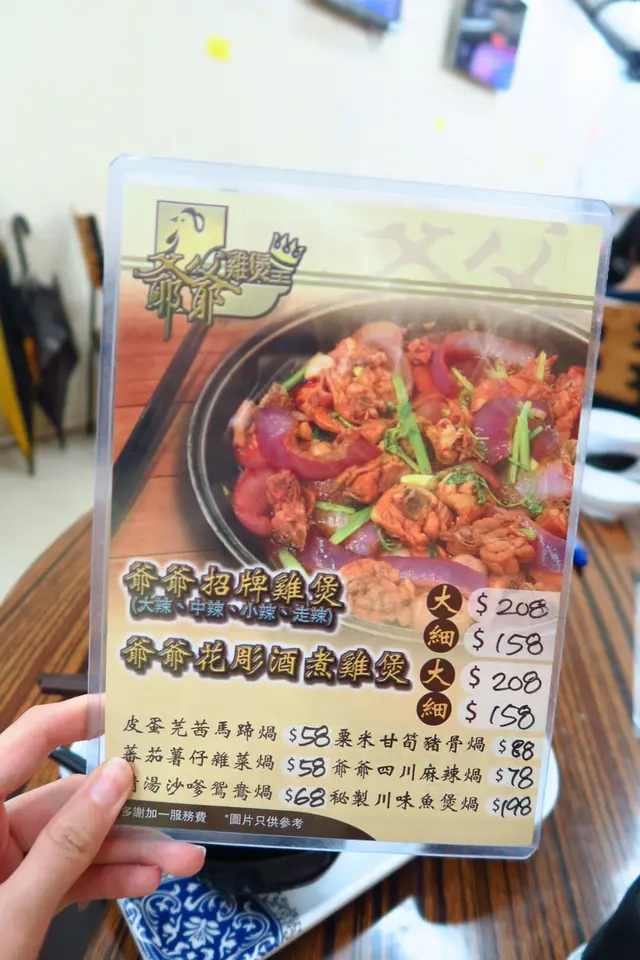 爺爺雞煲王
爺爺
爺爺招牌雞煲
(大辣、中辣、小辣、走辣)
大 $208
細 $158
爺爺花彫酒煮雞煲
大 $208
細 $158
皮蛋芫茜馬蹄煱 $58 粟米甘筍豬骨煱 $88
蕃茄薯仔雜菜煱 $58 爺爺四川麻辣煱 $78
湯沙嗲鴛鴦煱 $68 秘製川味魚煲煱 $198
多謝加一服務費 *圖片只供參考